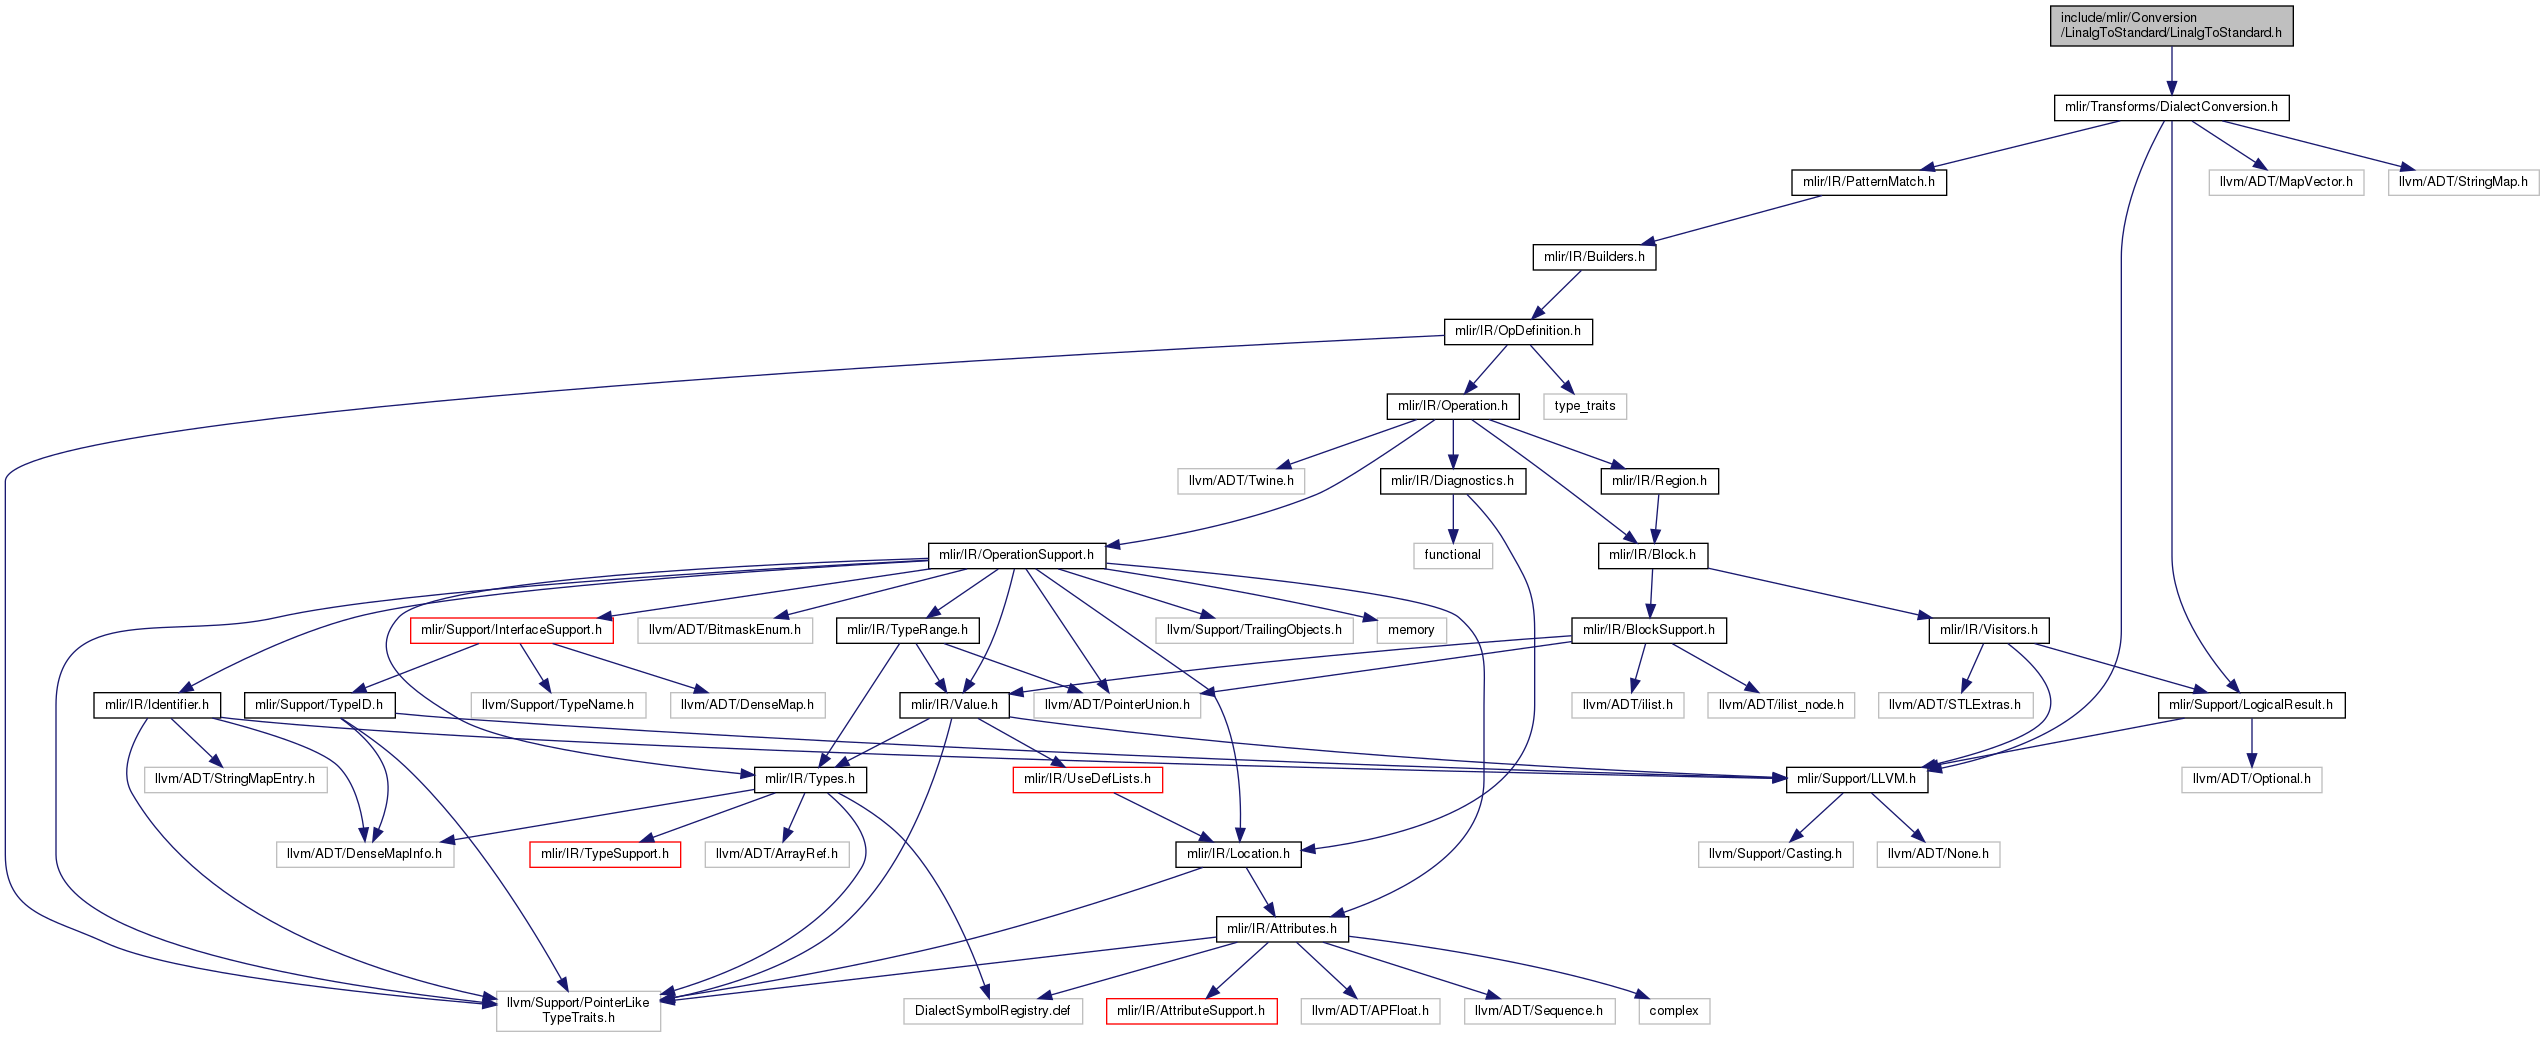 include/mlir/Conversion
/LinalgToStandard/LinalgToStandard.h
mlir/Transforms/DialectConversion.h
mlir/IR/PatternMatch.h
llvm/ADT/MapVector.h
llvm/ADT/StringMap.h
mlir/IR/Builders.h
mlir/IR/OpDefinition.h
mlir/IR/Operation.h
type_traits
llvm/ADT/Twine.h
mlir/IR/Diagnostics.h
mlir/IR/Region.h
mlir/IR/OperationSupport.h
functional
mlir/IR/Block.h
mlir/Support/InterfaceSupport.h
llvm/ADT/BitmaskEnum.h
mlir/IR/TypeRange.h
llvm/Support/TrailingObjects.h
memory
mlir/IR/BlockSupport.h
mlir/IR/Visitors.h
mlir/IR/Identifier.h
mlir/Support/TypeID.h
llvm/Support/TypeName.h
llvm/ADT/DenseMap.h
mlir/IR/Value.h
llvm/ADT/PointerUnion.h
llvm/ADT/ilist.h
llvm/ADT/ilist_node.h
llvm/ADT/STLExtras.h
mlir/Support/LogicalResult.h
llvm/ADT/StringMapEntry.h
mlir/IR/Types.h
mlir/IR/UseDefLists.h
mlir/Support/LLVM.h
llvm/ADT/Optional.h
llvm/ADT/DenseMapInfo.h
mlir/IR/TypeSupport.h
llvm/ADT/ArrayRef.h
mlir/IR/Location.h
llvm/Support/Casting.h
llvm/ADT/None.h
mlir/IR/Attributes.h
llvm/Support/PointerLike
TypeTraits.h
DialectSymbolRegistry.def
mlir/IR/AttributeSupport.h
llvm/ADT/APFloat.h
llvm/ADT/Sequence.h
complex